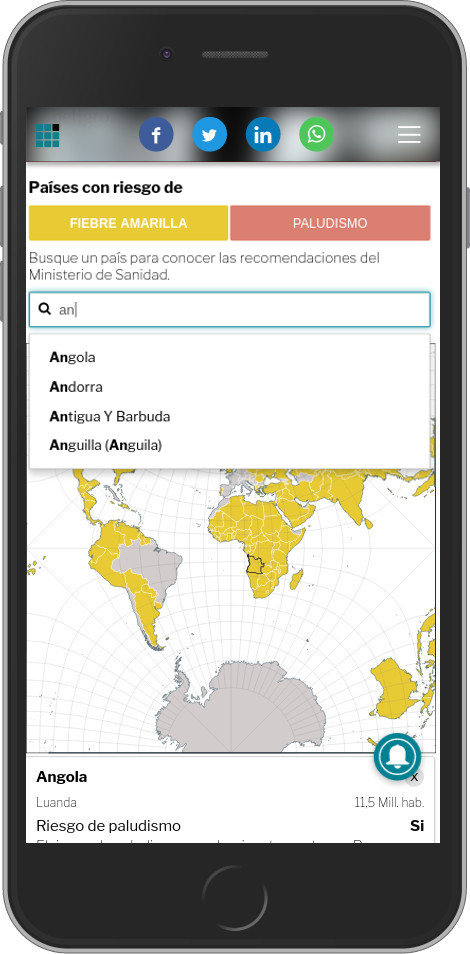 Países con riesgo de
FIEBRE AMARILLA
PALUDISMO
Busque un país para conocer las recomendaciones del
Ministerio de Sanidad.
an
Angola
Andorra
Antigua Y Barbuda
Anguilla (Anguila)
Angola
x
Luanda
11,5 Mill. hab.
Riesgo de paludismo
Si